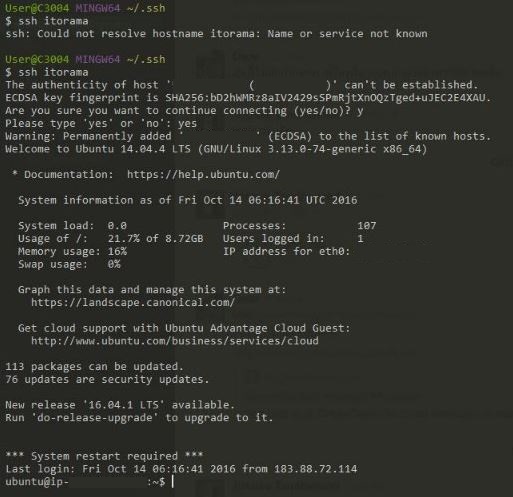 User@C3004 MINGW64 ~/.ssh
$ ssh itorama
ssh: Could not resolve hostname itorama: Name or service not known
User@C3004 MINGW64 ~/.ssh
$ ssh itorama
The authenticity of host ' ( )' can't be established.
ECDSA key fingerprint is SHA256:bD2hWMRz8aIV2429sS5PmRjtXnOQzTged+uJEC2E4XAU.
Are you sure you want to continue connecting (yes/no)? y
Please type 'yes' or 'no': yes
Warning: Permanently added ' ' (ECDSA) to the list of known hosts.
Welcome to Ubuntu 14.04.4 LTS (GNU/Linux 3.13.0-74-generic x86_64)
* Documentation: https://help.ubuntu.com/
System information as of Fri Oct 14 06:16:41 UTC 2016
System load: 0.0 Processes: 107
Usage of /: 21.7% of 8.72GB Users logged in: 1
Memory usage: 16% IP address for eth0:
Swap usage: 0%
Graph this data and manage this system at:
https://landscape.canonical.com/
Get cloud support with Ubuntu Advantage Cloud Guest:
http://www.ubuntu.com/business/services/cloud
113 packages can be updated.
76 updates are security updates.
New release '16.04.1 LTS' available.
Run 'do-release-upgrade' to upgrade to it.
*** System restart required ***
Last login: Fri Oct 14 06:16:41 2016 from 183.88.72.114
ubuntu@ip- :~$